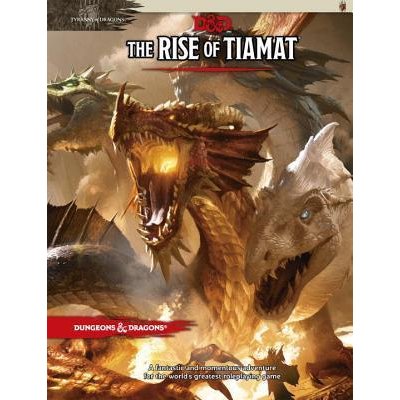 TYRANNY OF DRAGONS
D&D
THE RISE OF TIAMAT
DUNGEONS & DRAGONS®
A fantastic and momentous adventure
for the world's greatest roleplaying game